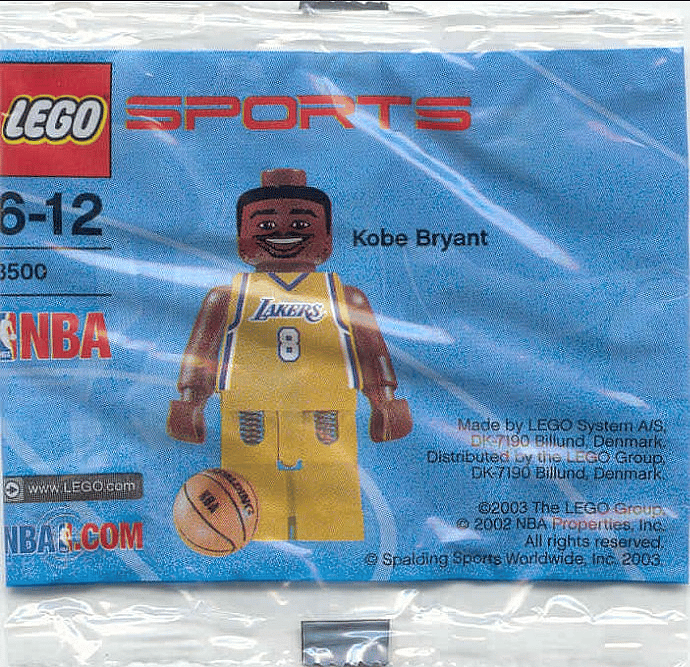 LEGO
SPORTS
6-12
Kobe Bryant
3500
NBA
LAKERS
8
Made by LEGO System A/S,
DK-7190 Billund, Denmark.
Distributed by the LEGO Group,
DK-7190 Billund, Denmark.
www.LEGO.com
SPALDING
NBA
©2003 The LEGO Group.
© 2002 NBA Properties, Inc.
All rights reserved.
© Spalding Sports Worldwide, Inc. 2003.
NBA.COM